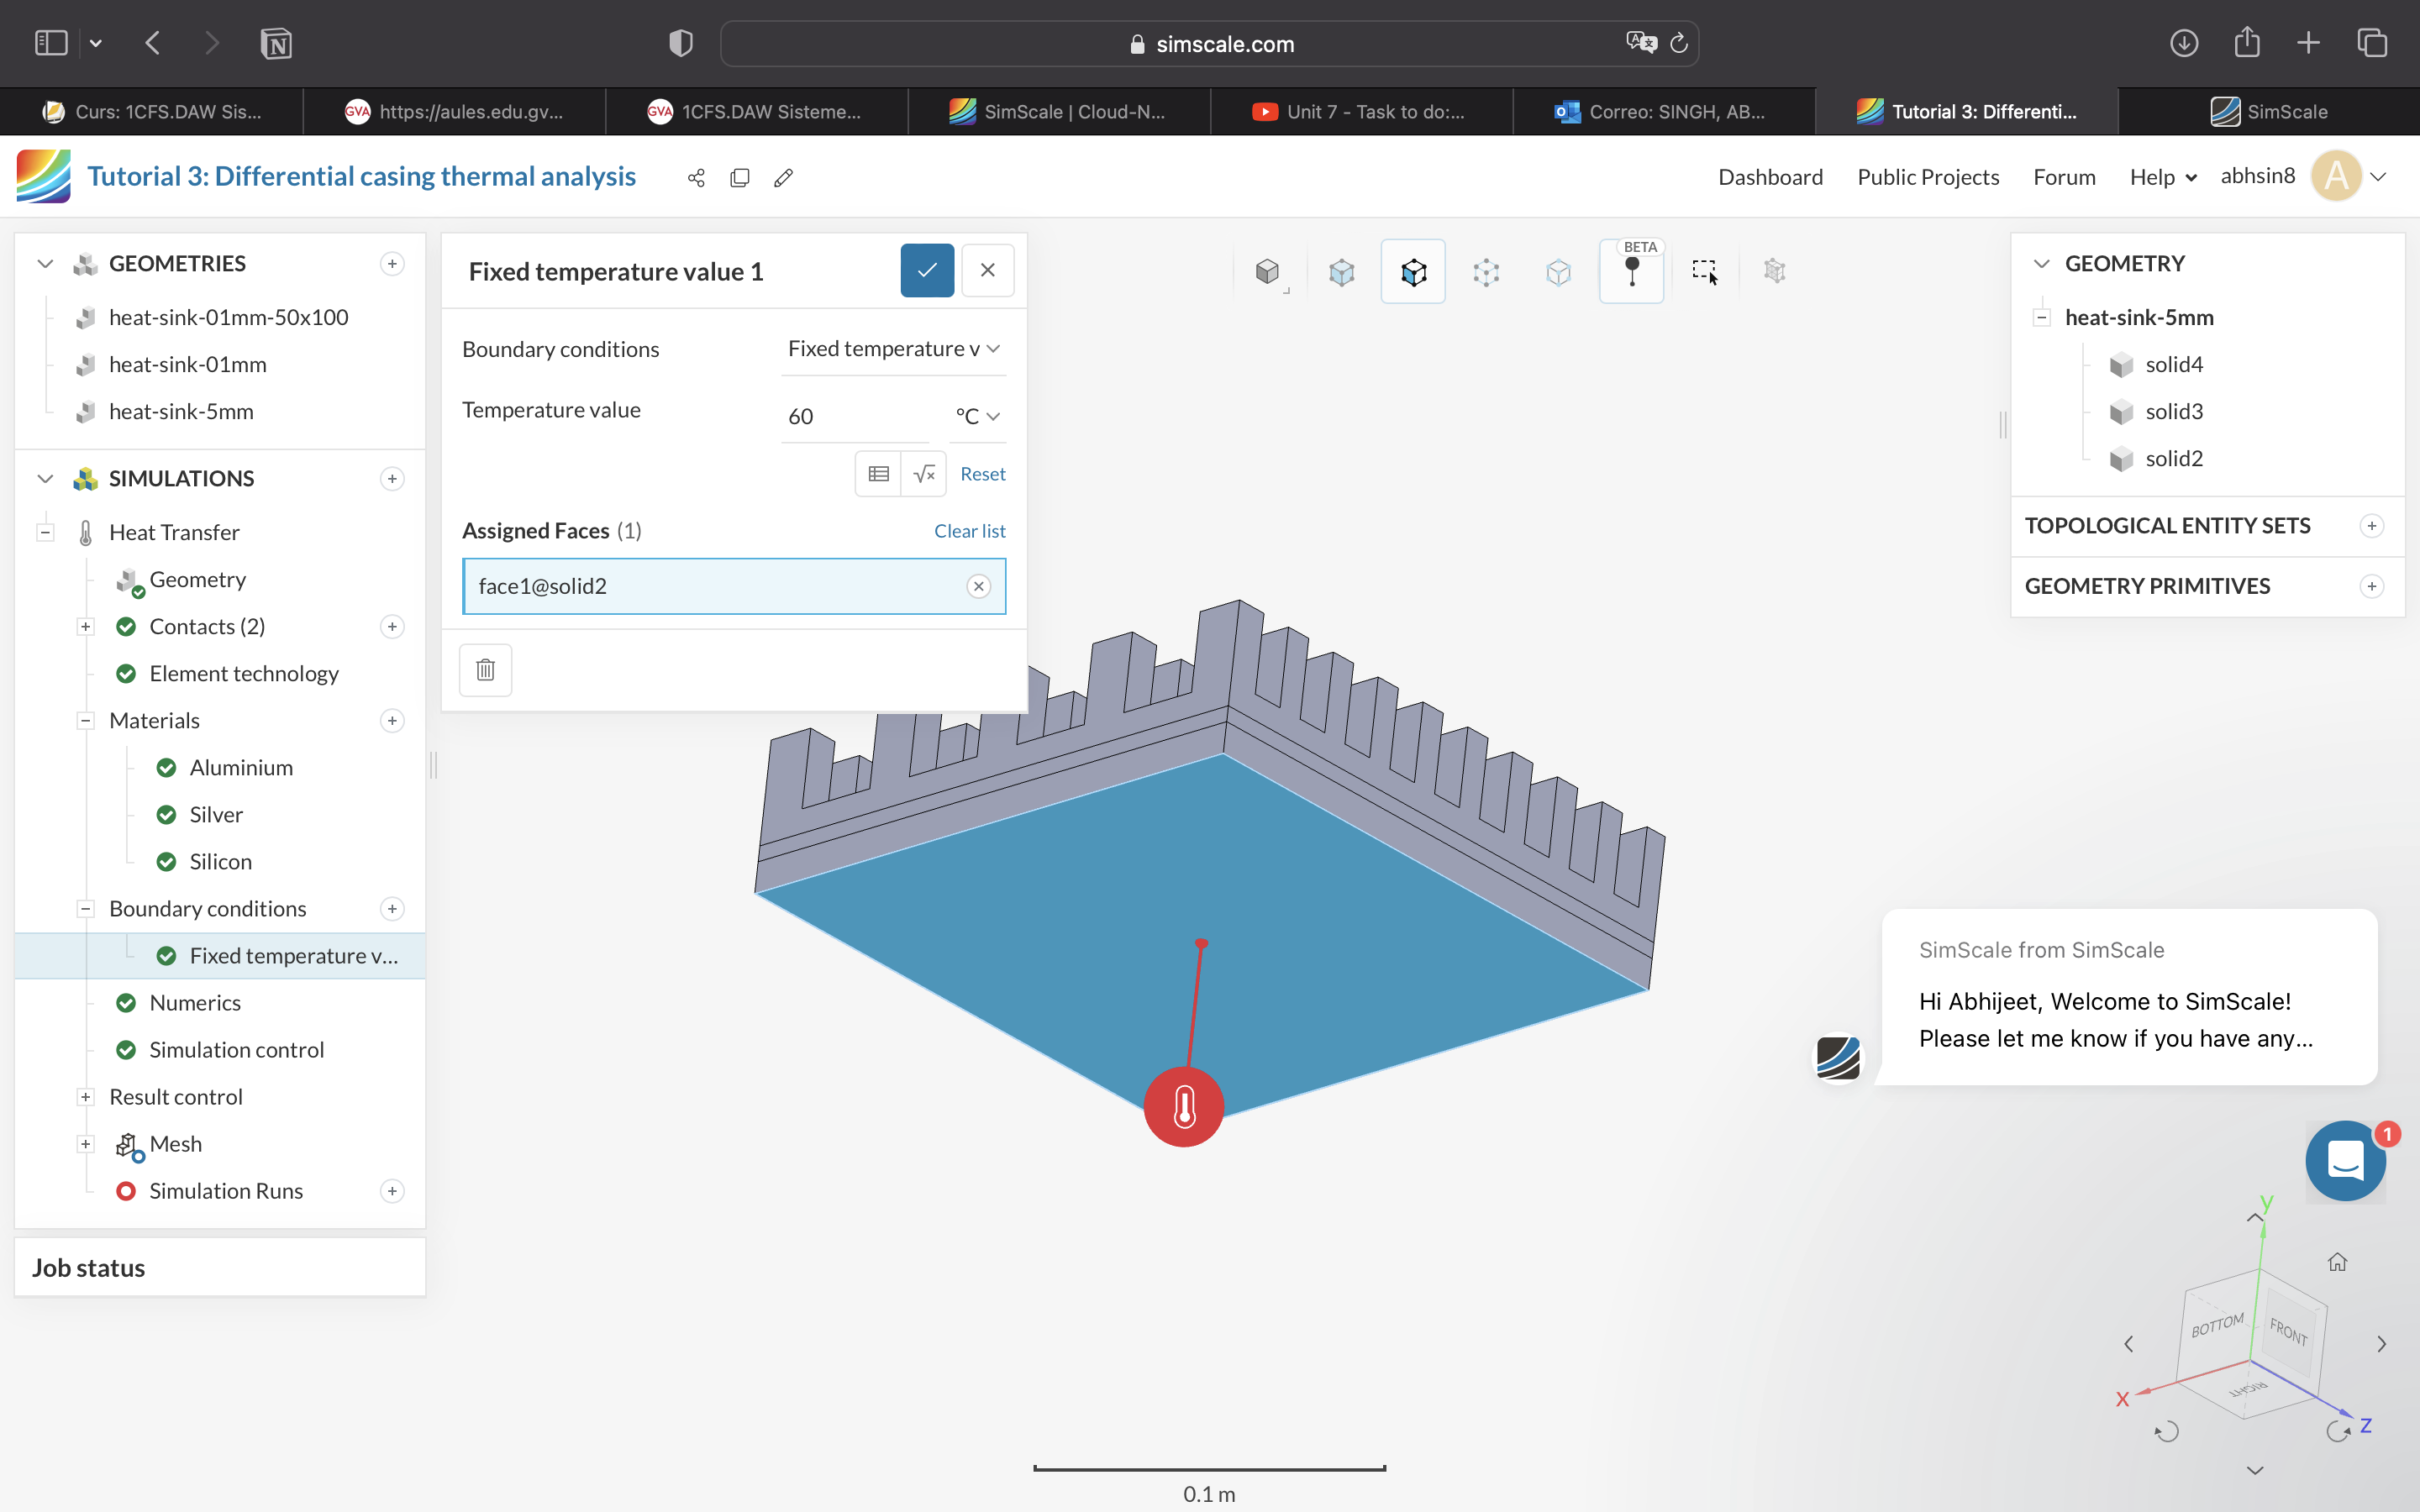 simscale.com
Curs: 1CFS.DAW Sis...
GVA
https://aules.edu.gv...
GVA
1CFS.DAW Sisteme...
SimScale | Cloud-N...
Unit 7 - Task to do:...
Correo: SINGH, AB...
Tutorial 3: Differenti...
SimScale
Tutorial 3: Differential casing thermal analysis
Dashboard
Public Projects
Forum
Help
abhsin8
A
GEOMETRIES
heat-sink-01mm-50x100
heat-sink-01mm
heat-sink-5mm
SIMULATIONS
Heat Transfer
Geometry
Contacts (2)
Element technology
Materials
Aluminium
Silver
Silicon
Boundary conditions
Fixed temperature v...
Numerics
Simulation control
Result control
Mesh
Simulation Runs
Job status
Fixed temperature value 1
Boundary conditions
Fixed temperature v
Temperature value
60
°C
√x
Reset
Assigned Faces (1)
Clear list
face1@solid2
BETA
GEOMETRY
heat-sink-5mm
solid4
solid3
solid2
TOPOLOGICAL ENTITY SETS
GEOMETRY PRIMITIVES
SimScale from SimScale
Hi Abhijeet, Welcome to SimScale!
Please let me know if you have any...
1
y
BOTTOM
FRONT
RIGHT
x
z
0.1 m